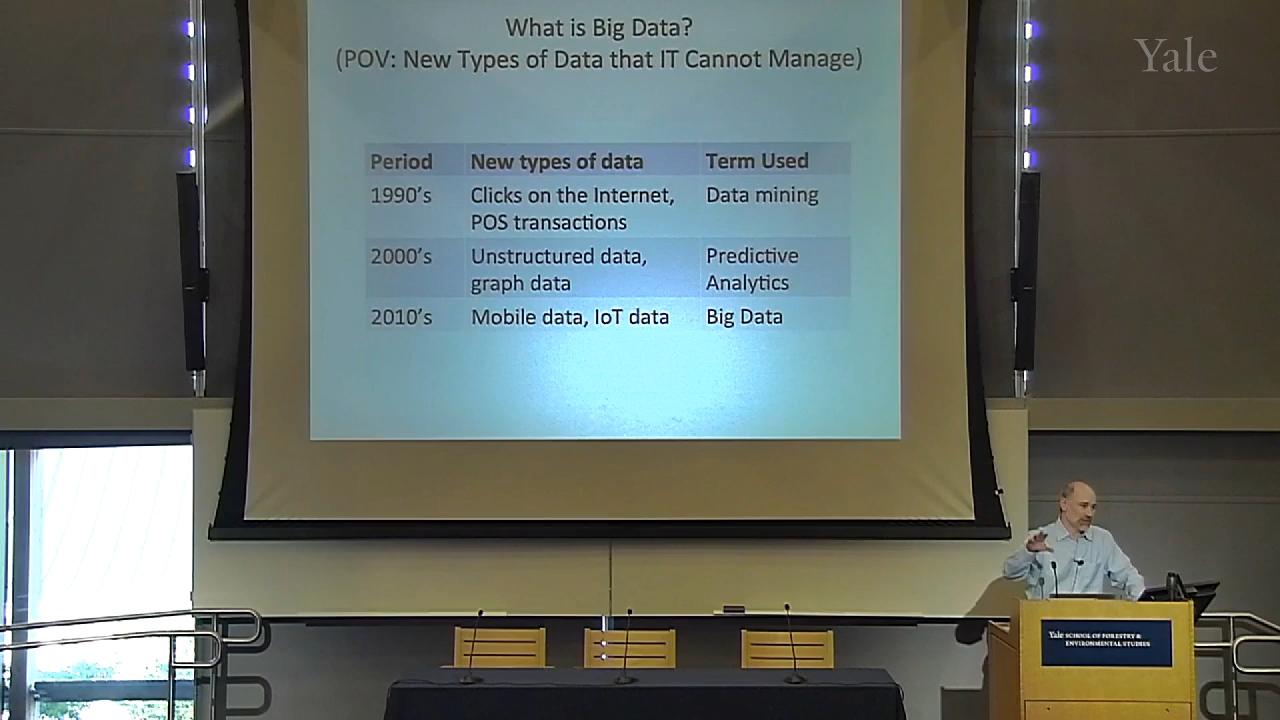 What is Big Data?
(POV: New Types of Data that IT Cannot Manage)
Yale
Period New types of data Term Used
1990's Clicks on the Internet, Data mining
POS transactions
2000's Unstructured data, Predictive
graph data Analytics
2010's Mobile data, IoT data Big Data
Yale SCHOOL OF FORESTRY &
ENVIRONMENTAL STUDIES